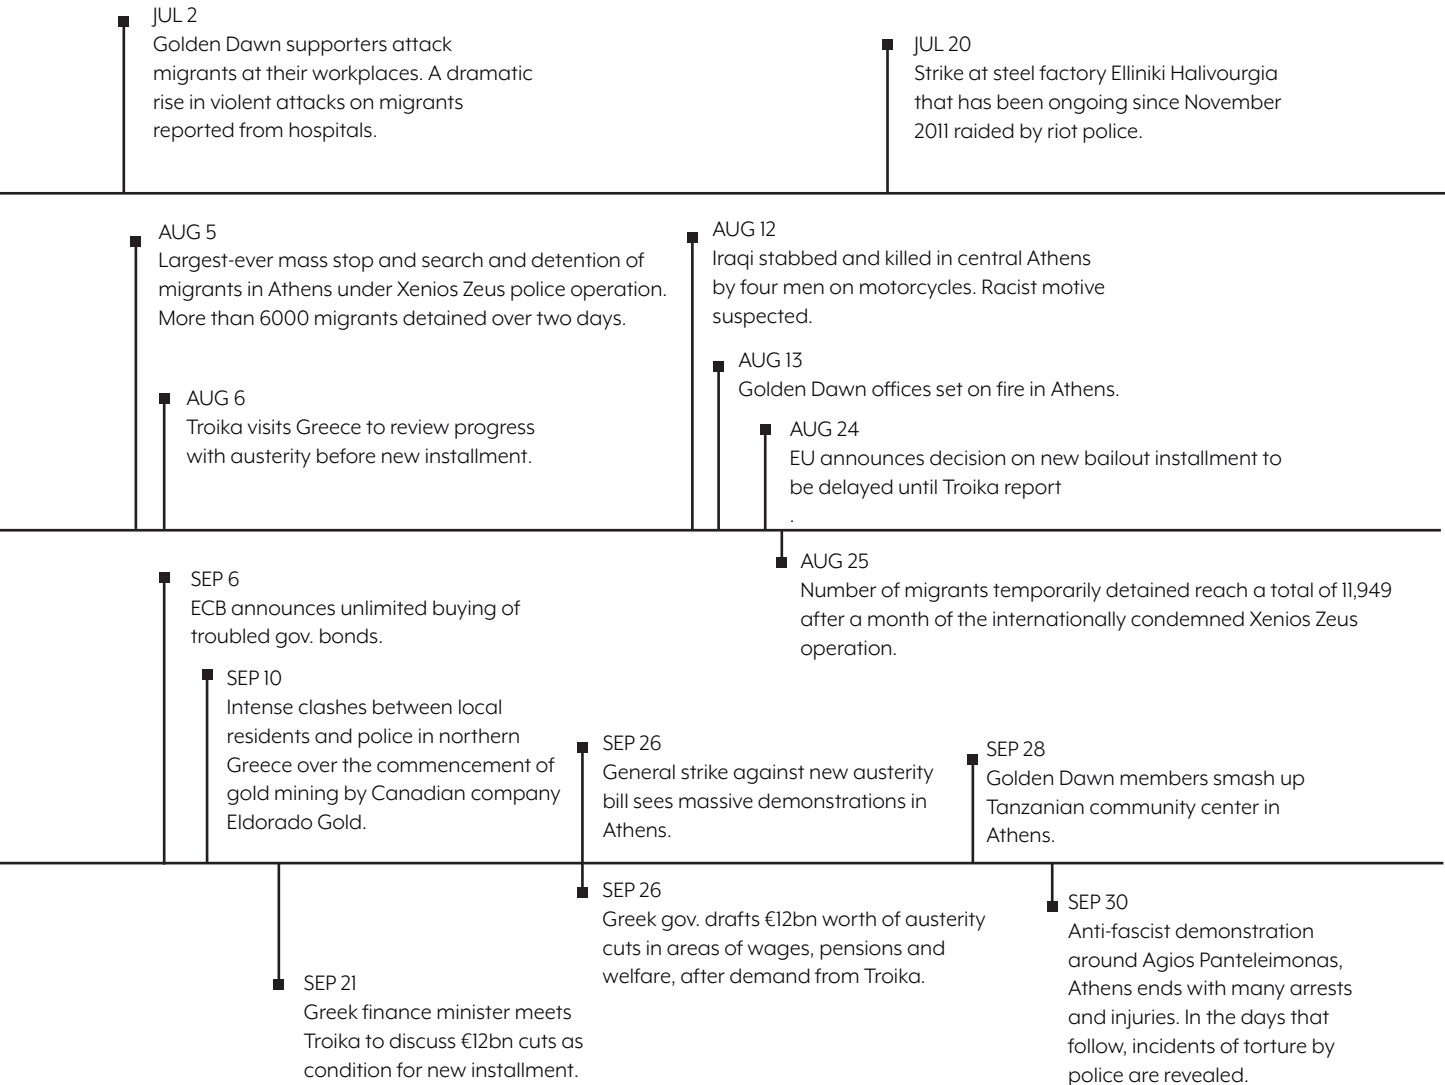 JUL 2
Golden Dawn supporters attack
migrants at their workplaces. A dramatic
rise in violent attacks on migrants
reported from hospitals.
JUL 20
Strike at steel factory Elliniki Halivourgia
that has been ongoing since November
2011 raided by riot police.
AUG 5
Largest-ever mass stop and search and detention of
migrants in Athens under Xenios Zeus police operation.
More than 6000 migrants detained over two days.
AUG 6
Troika visits Greece to review progress
with austerity before new installment.
AUG 12
Iraqi stabbed and killed in central Athens
by four men on motorcycles. Racist motive
suspected.
AUG 13
Golden Dawn offices set on fire in Athens.
AUG 24
EU announces decision on new bailout installment to
be delayed until Troika report
.
AUG 25
Number of migrants temporarily detained reach a total of 11,949
after a month of the internationally condemned Xenios Zeus
operation.
SEP 6
ECB announces unlimited buying of
troubled gov. bonds.
SEP 10
Intense clashes between local
residents and police in northern
Greece over the commencement of
gold mining by Canadian company
Eldorado Gold.
SEP 21
Greek finance minister meets
Troika to discuss €12bn cuts as
condition for new installment.
SEP 26
General strike against new austerity
bill sees massive demonstrations in
Athens.
SEP 26
Greek gov. drafts €12bn worth of austerity
cuts in areas of wages, pensions and
welfare, after demand from Troika.
SEP 28
Golden Dawn members smash up
Tanzanian community center in
Athens.
SEP 30
Anti-fascist demonstration
around Agios Panteleimonas,
Athens ends with many arrests
and injuries. In the days that
follow, incidents of torture by
police are revealed.